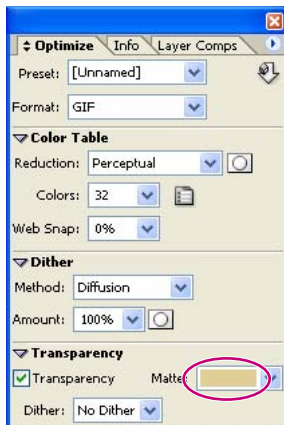 Optimize Info Layer Comps
Preset: [Unnamed]
Format: GIF
Color Table
Reduction: Perceptual
Colors: 32
Web Snap: 0%
Dither
Method: Diffusion
Amount: 100%
Transparency
Transparency Matte:
Dither: No Dither